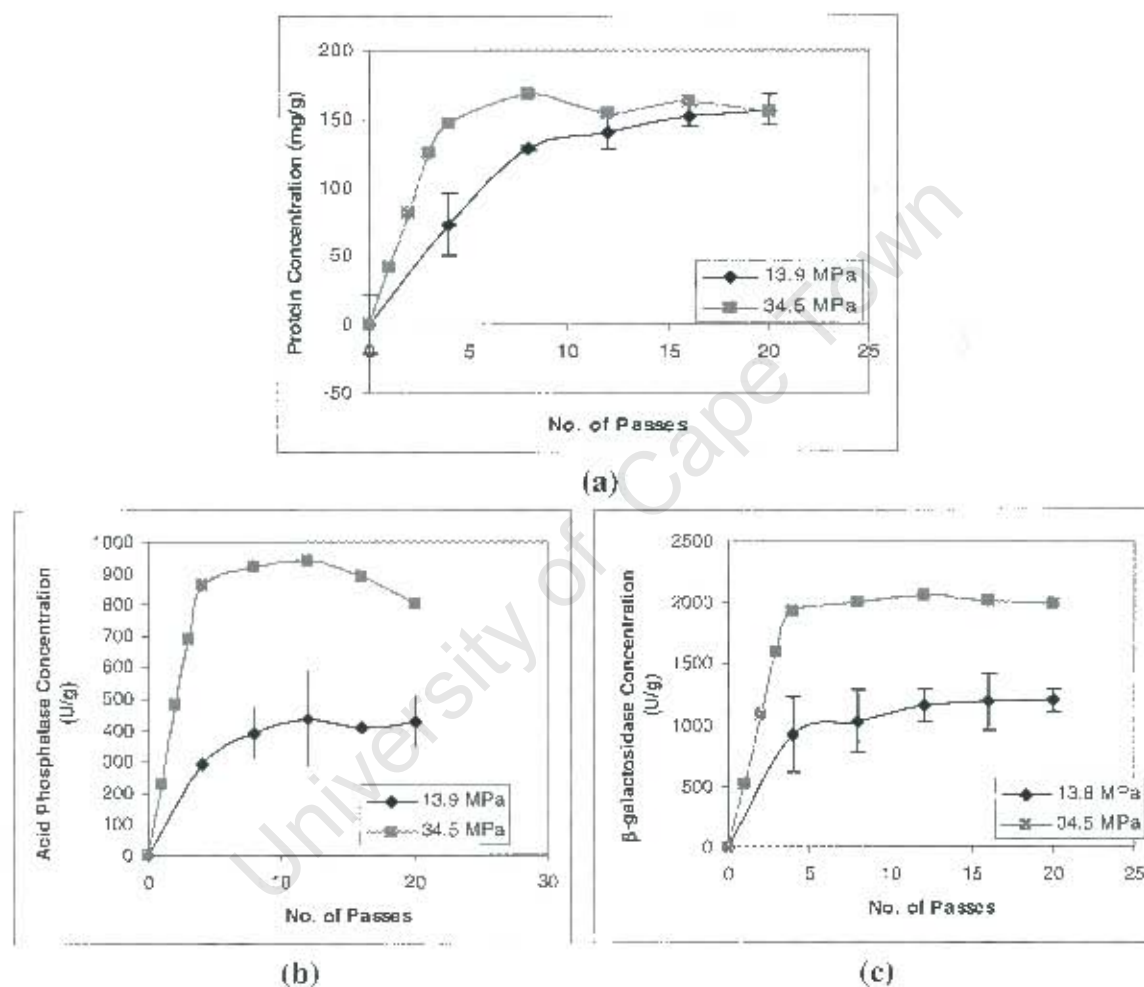 200
150
100
50
0
-50
0 5 10 15 20 25
Protein Concentration (mg/g)
No. of Passes
13.9 MPa
34.5 MPa
(a)
1000
900
800
700
600
500
400
300
200
100
0
0 10 20 30
Acid Phosphatase Concentration
(U/g)
No. of Passes
13.9 MPa
34.5 MPa
(b)
2500
2000
1500
1000
500
0
0 5 10 15 20 25
β-galactosidase Concentration
(U/g)
No. of Passes
13.8 MPa
34.5 MPa
(c)
University of Cape Town